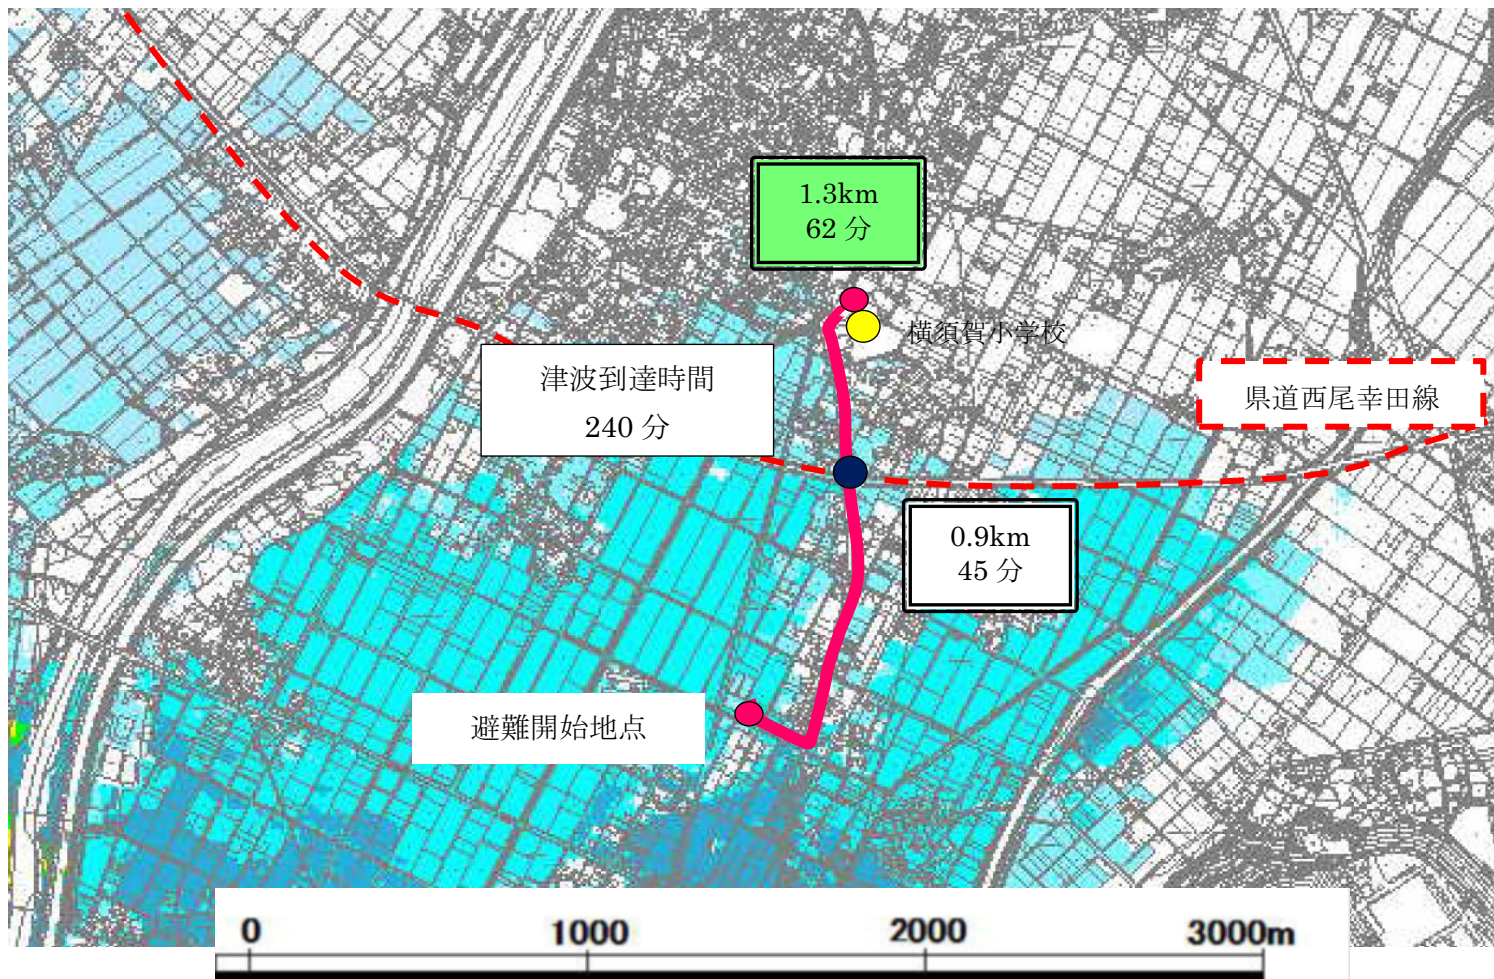 1.3km
62 分
横須賀小学校
津波到達時間
240 分
県道西尾幸田線
0.9km
45 分
避難開始地点
0 1000 2000 3000m